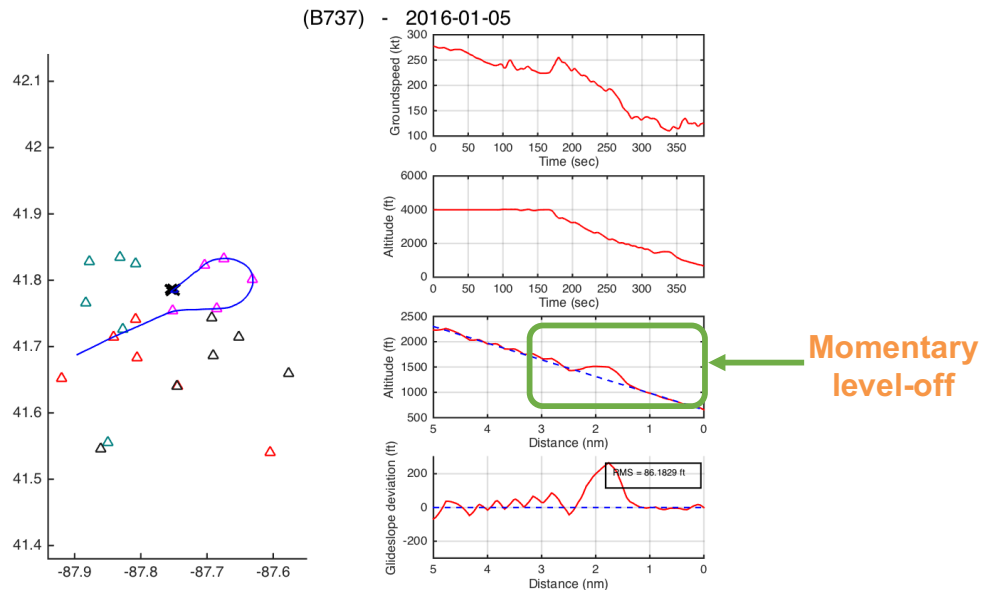 (B737) - 2016-01-05
42.1
42
41.9
41.8
41.7
41.6
41.5
41.4
-87.9 -87.8 -87.7 -87.6
Groundspeed (kt)
300
250
200
150
100
0 50 100 150 200 250 300 350
Time (sec)
Altitude (ft)
6000
4000
2000
0
0 50 100 150 200 250 300 350
Time (sec)
Altitude (ft)
2500
2000
1500
1000
500
5 4 3 2 1 0
Distance (nm)
Momentary
level-off
Glideslope deviation (ft)
200
0
-200
RMS = 86.1829 ft
5 4 3 2 1 0
Distance (nm)